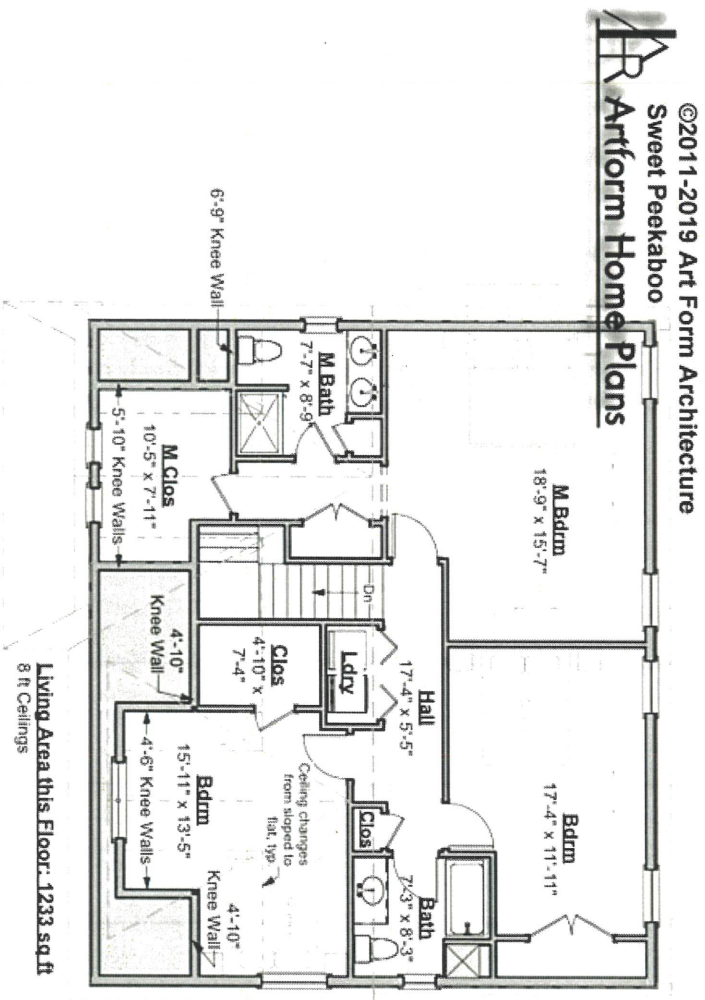 ©2011-2019 Art Form Architecture
Sweet Peekaboo
Artform Home Plans
M Bdrm
18'-9" x 15'-7"
Bdrm
17'-4" x 11'-11"
6'-9" Knee Wall
M Bath
7'-7" x 8'-9
M Clos
10'-5" x 7'-11"
5'-10" Knee Walls
Dn
Hall
17'-4" x 5'-5"
Ldry
Clos
4'-10" x
7'-4"
4'-10"
Knee Wall
Clos
Bath
7'-3" x 8'-3"
Ceiling changes
from sloped to
flat, typ.
Bdrm
15'-11" x 13'-5"
4'-6" Knee Walls
4'-10"
Knee Wall
Living Area this Floor: 1233 sq ft
8 ft Ceilings